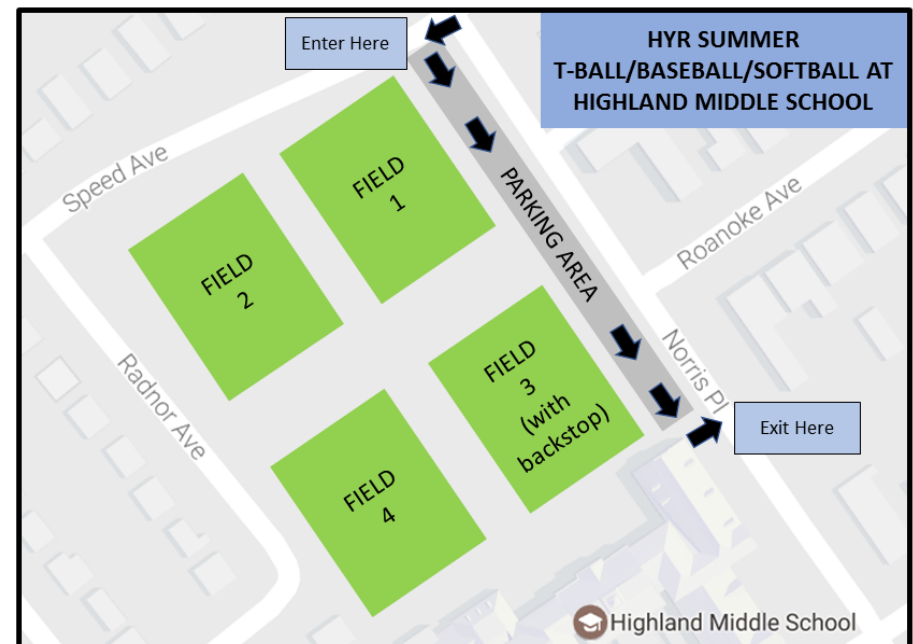 Enter Here
HYR SUMMER
T-BALL/BASEBALL/SOFTBALL AT
HIGHLAND MIDDLE SCHOOL
Speed Ave
FIELD
1
PARKING AREA
Roanoke Ave
FIELD
2
Radnor Ave
FIELD
3
(with
backstop)
Norris Pl
Exit Here
FIELD
4
Highland Middle School